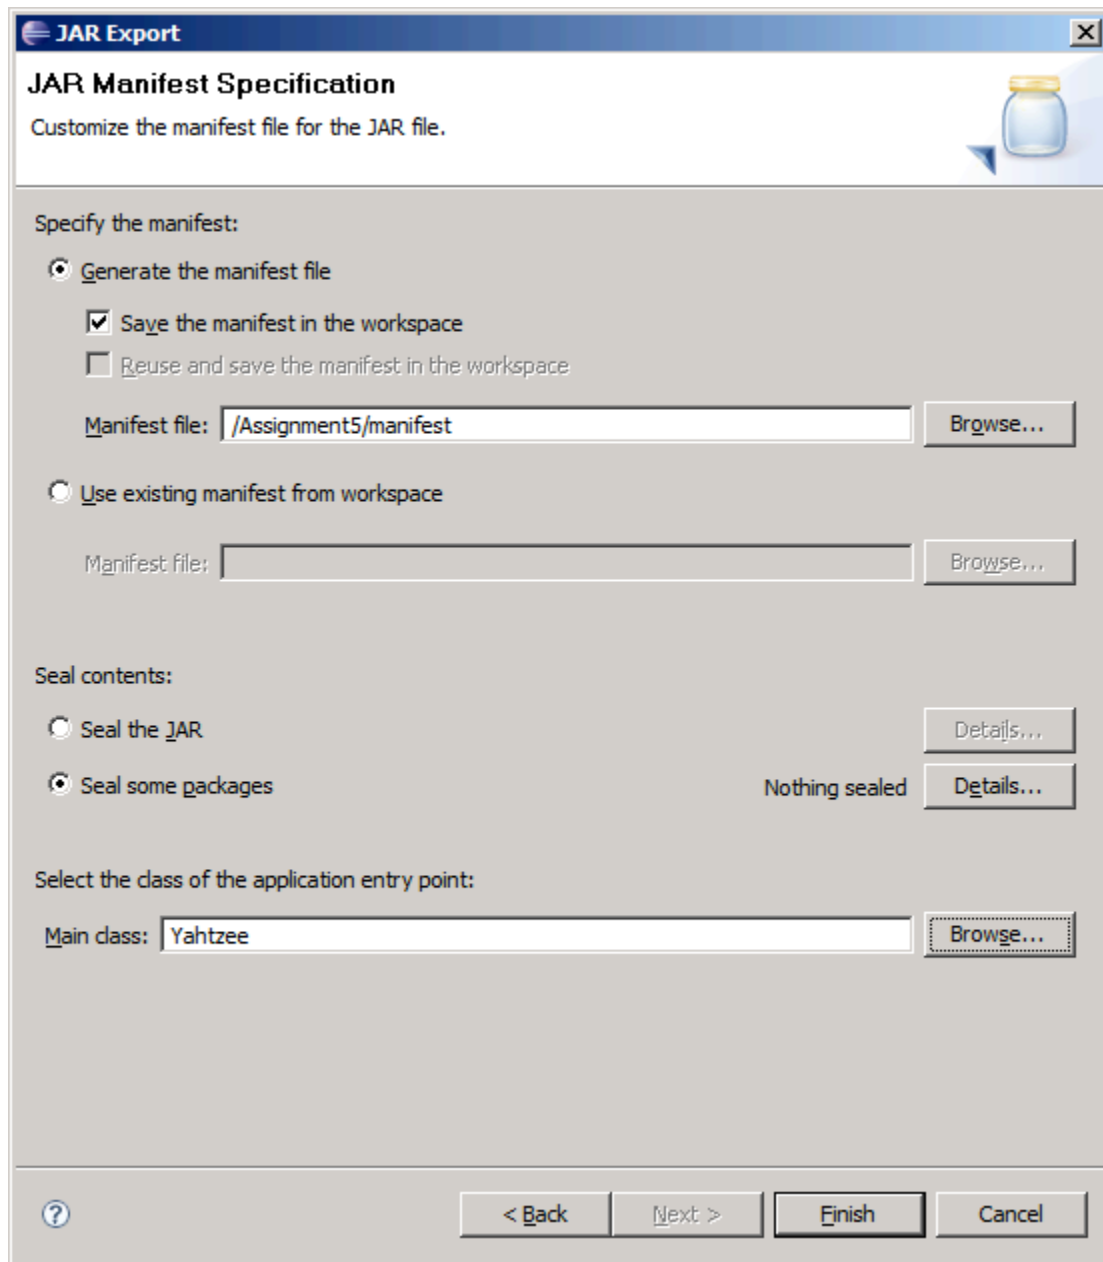 JAR Export
JAR Manifest Specification
Customize the manifest file for the JAR file.
Specify the manifest:
Generate the manifest file
Save the manifest in the workspace
Reuse and save the manifest in the workspace
Manifest file: /Assignment5/manifest Browse...
Use existing manifest from workspace
Manifest file: Browse...
Seal contents:
Seal the JAR Details...
Seal some packages Nothing sealed Details...
Select the class of the application entry point:
Main class: Yahtzee Browse...
? < Back Next > Finish Cancel